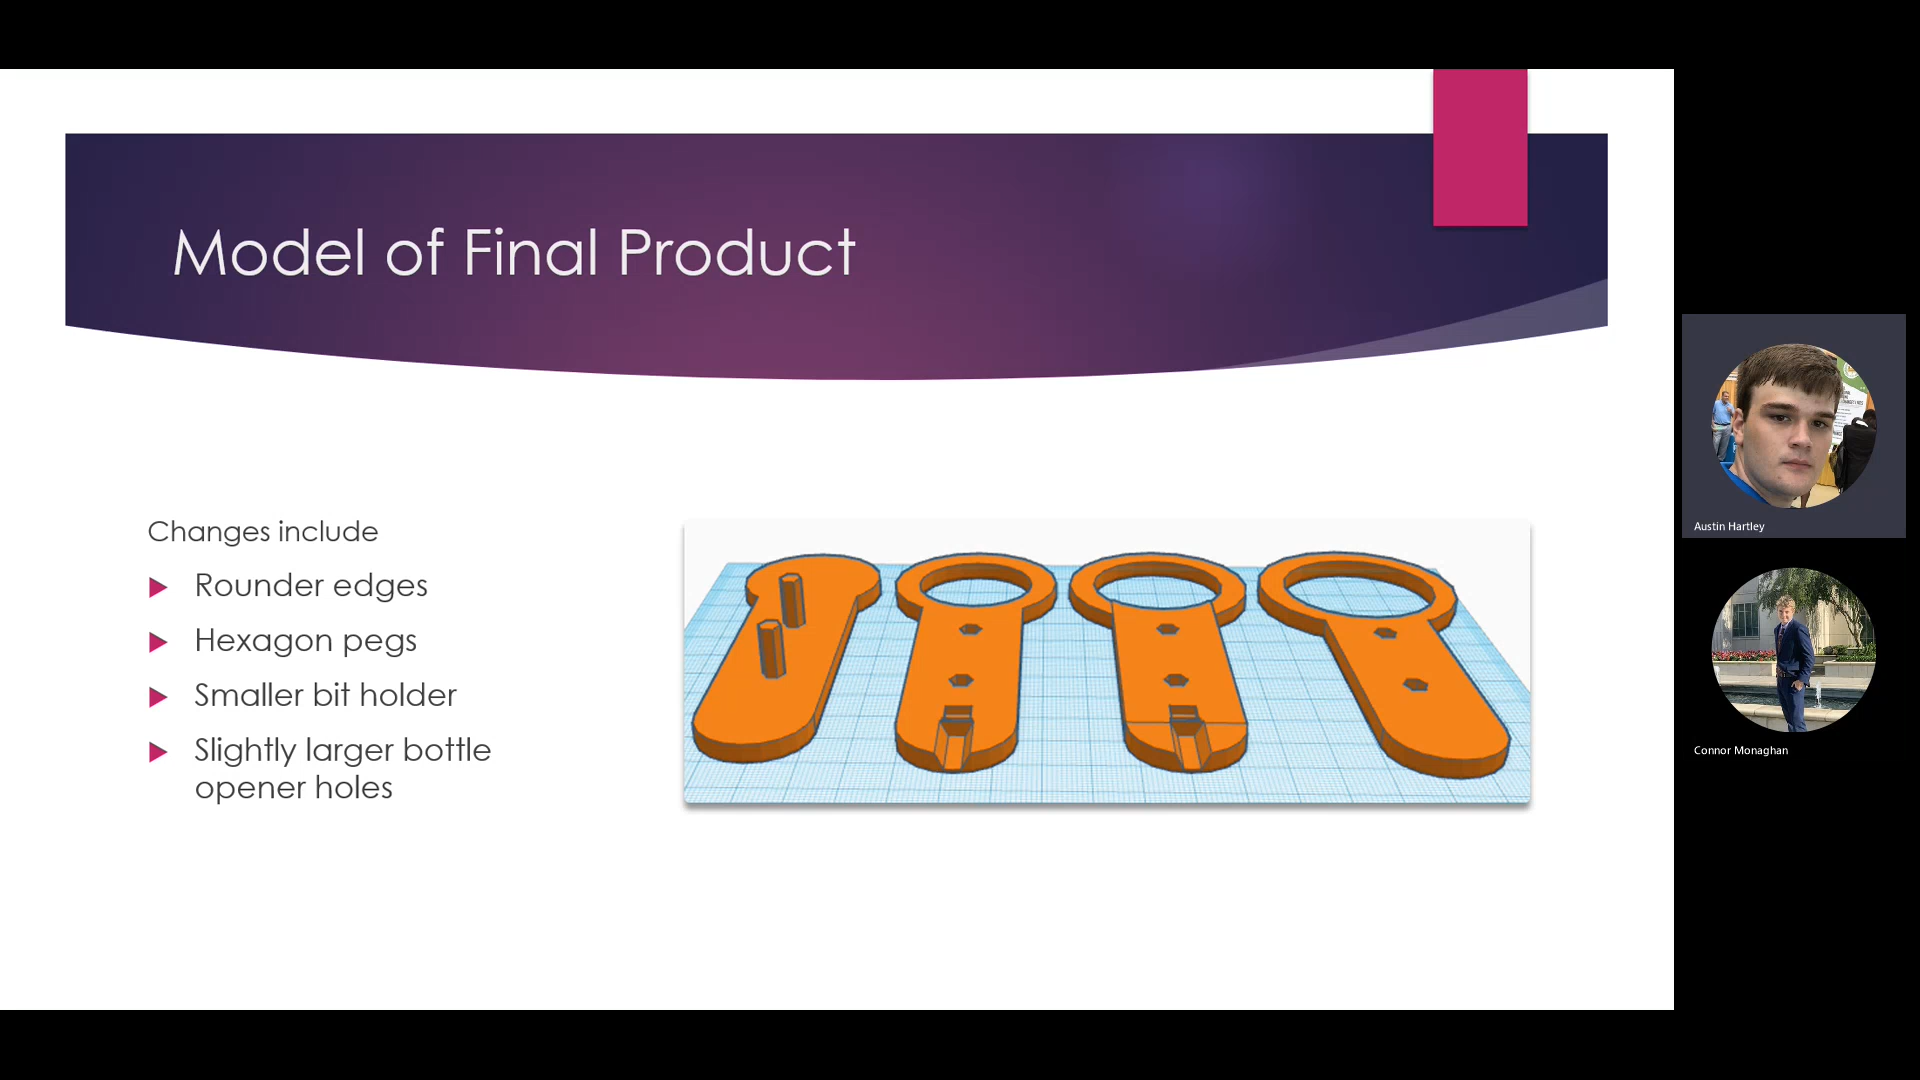 Model of Final Product
Changes include
Rounder edges
Hexagon pegs
Smaller bit holder
Slightly larger bottle
opener holes
Austin Hartley
Connor Monaghan